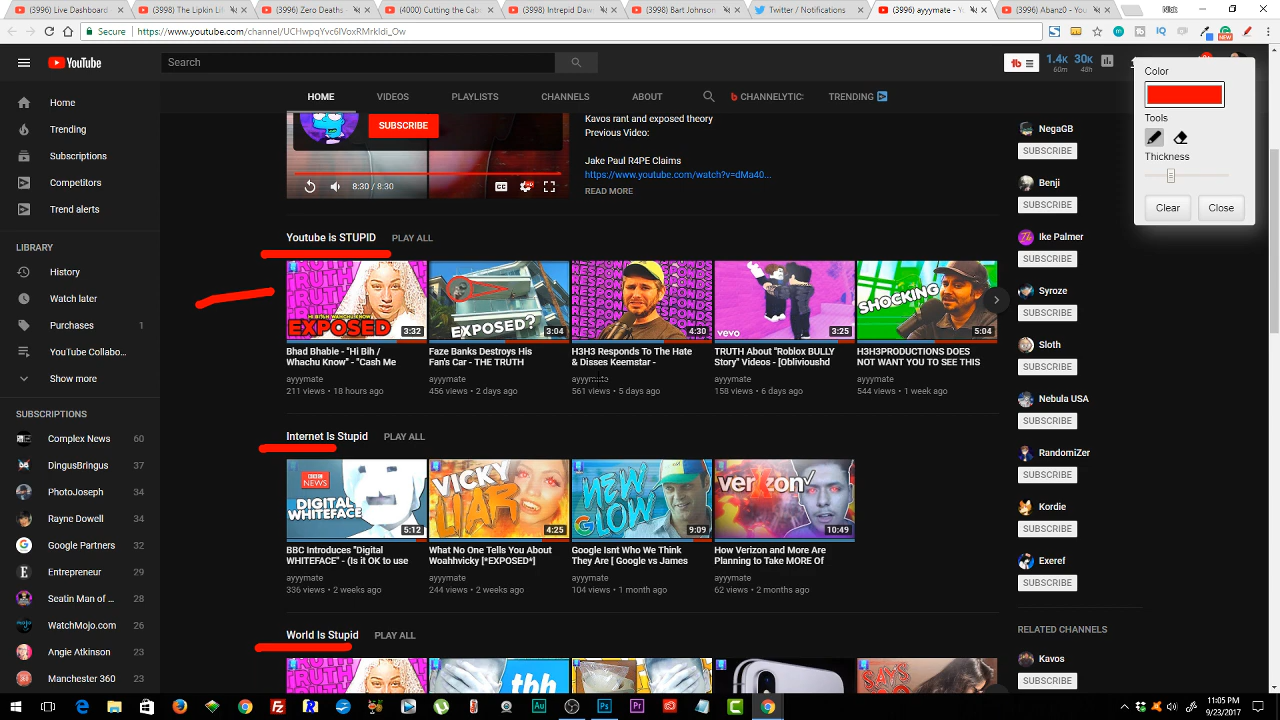 (3996) Live Dashboard
(3998) The Lipkin Li
(3996) Zero Deaths
(4000) Cutting the Cab
(3998) Intrepid Daw
(3998) Bart Johnson
Twitter / Notifications
(3996) ayyymate - Y
(3996) Abanz0 - You
Nick
Secure
https://www.youtube.com/channel/UCHwpqYvc6IVoxRMrkIdi_Ow
NEW
YouTube
Search
1.4K
60m
30K
48h
HOME
VIDEOS
PLAYLISTS
CHANNELS
ABOUT
CHANNELYTIC:
TRENDING
Color
Tools
Thickness
Clear
Close
Home
Trending
Subscriptions
Competitors
Trend alerts
LIBRARY
History
Watch later
Purchases 1
YouTube Collabo...
Show more
SUBSCRIPTIONS
Complex News 60
DingusBringus 37
PhotoJoseph 34
Rayne Dowell 34
Google Partners 32
Entrepreneur 29
Seatin Man of ... 28
WatchMojo.com 26
Angie Atkinson 23
Manchester 360 23
SUBSCRIBE
8:30 / 8:30
CC
Kavos rant and exposed theory
Previous Video:
Jake Paul R4PE Claims
https://www.youtube.com/watch?v=dMa40...
READ MORE
Youtube is STUPID PLAY ALL
TRUTH
EXPOSED
3:32
EXPOSED?
3:04
RESPOND
4:30
vevo
3:25
SHOCKING
5:04
Bhad Bhabie - "Hi Bih /
Whachu Know" - "Cash Me
ayyymate
211 views • 18 hours ago
Faze Banks Destroys His
Fan's Car - THE TRUTH
ayyymate
456 views • 2 days ago
H3H3 Responds To The Hate
& Disses Keemstar -
ayyymate
561 views • 5 days ago
TRUTH About "Roblox BULLY
Story" Videos - [Oblivioushd
ayyymate
158 views • 6 days ago
H3H3PRODUCTIONS DOES
NOT WANT YOU TO SEE THIS
ayyymate
544 views • 1 week ago
Internet Is Stupid PLAY ALL
BBC
NEWS
DIGITAL
WHITEFACE
5:12
VICKY
LIAR
4:25
NEW
GLOW
9:09
verizon
10:49
BBC Introduces "Digital
WHITEFACE" - (Is it OK to use
ayyymate
336 views • 2 weeks ago
What No One Tells You About
Woahhvicky [*EXPOSED*]
ayyymate
244 views • 2 weeks ago
Google Isnt Who We Think
They Are [ Google vs James
ayyymate
104 views • 1 month ago
How Verizon and More Are
Planning to Take MORE Of
ayyymate
62 views • 2 months ago
World Is Stupid PLAY ALL
TRUTH
tbh
SAYS
NegaGB
SUBSCRIBE
Benji
SUBSCRIBE
Ike Palmer
SUBSCRIBE
Syroze
SUBSCRIBE
Sloth
SUBSCRIBE
Nebula USA
SUBSCRIBE
RandomiZer
SUBSCRIBE
Kordie
SUBSCRIBE
Exeref
SUBSCRIBE
RELATED CHANNELS
Kavos
SUBSCRIBE
11:05 PM
9/23/2017